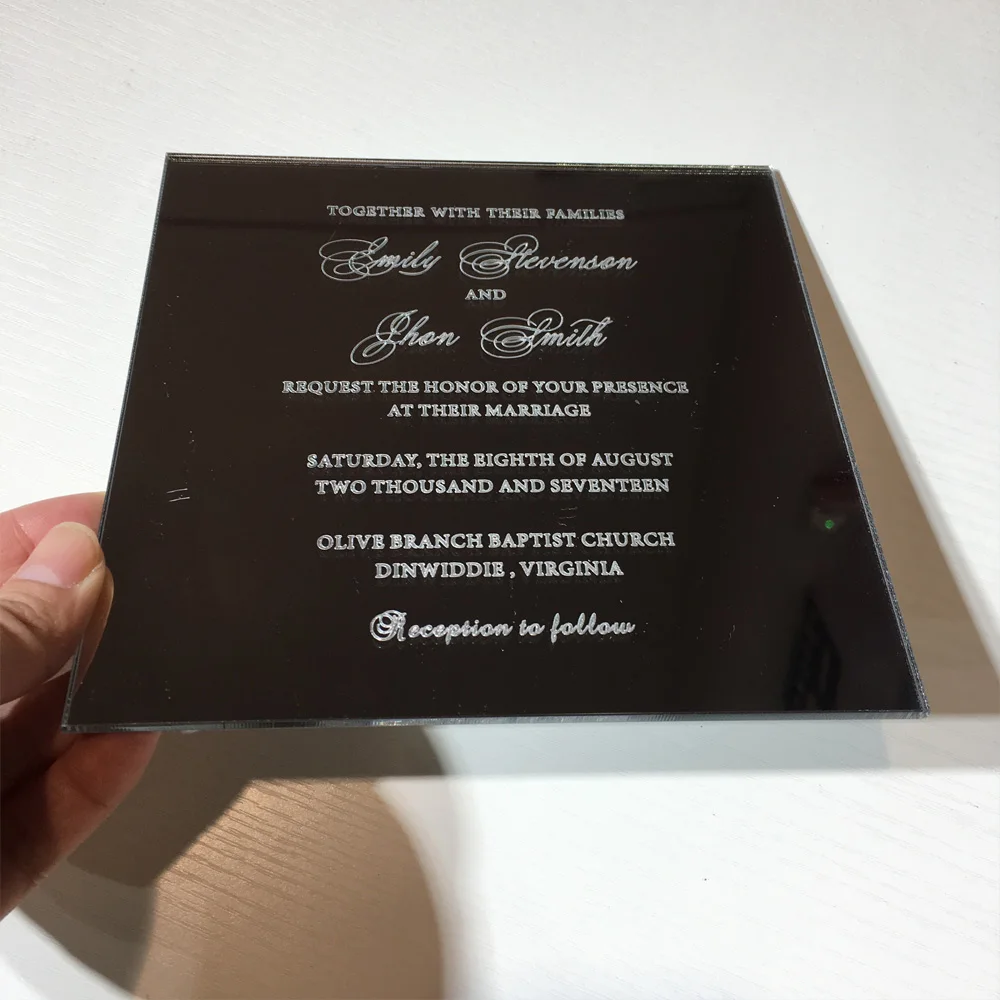 TOGETHER WITH THEIR FAMILIES
Emily Stevenson
AND
Jhon Smith
REQUEST THE HONOR OF YOUR PRESENCE
AT THEIR MARRIAGE
SATURDAY, THE EIGHTH OF AUGUST
TWO THOUSAND AND SEVENTEEN
OLIVE BRANCH BAPTIST CHURCH
DINWIDDIE , VIRGINIA
Reception to follow